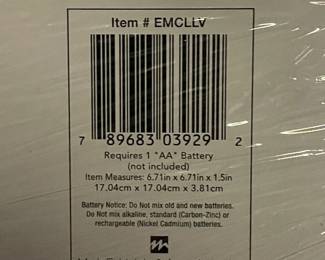 Item # EMCLLV
7 89683 03929 2
Requires 1 "AA" Battery
(not included)
Item Measures: 6.71in x 6.71in x 1.5in
17.04cm x 17.04cm x 3.81cm
Battery Notice: Do Not mix old and new batteries.
Do Not mix alkaline, standard (Carbon-Zinc) or
rechargeable (Nickel Cadmium) batteries.